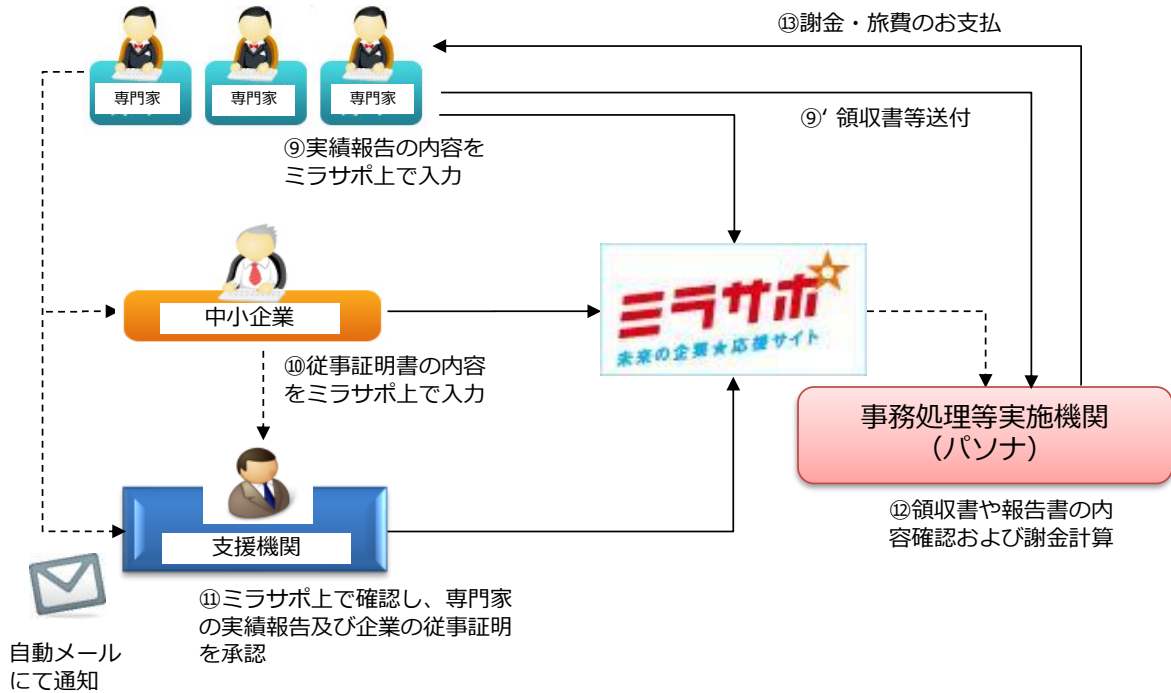 ⑬謝金・旅費のお支払
専門家
専門家
専門家
⑨’ 領収書等送付
⑨実績報告の内容を
ミラサポ上で入力
ミラサポ
未来の企業★応援サイト
中小企業
⑩従事証明書の内容
をミラサポ上で入力
事務処理等実施機関
（パソナ）
⑫領収書や報告書の内
容確認および謝金計算
支援機関
⑪ミラサポ上で確認し、専門家
の実績報告及び企業の従事証明
を承認
自動メール
にて通知